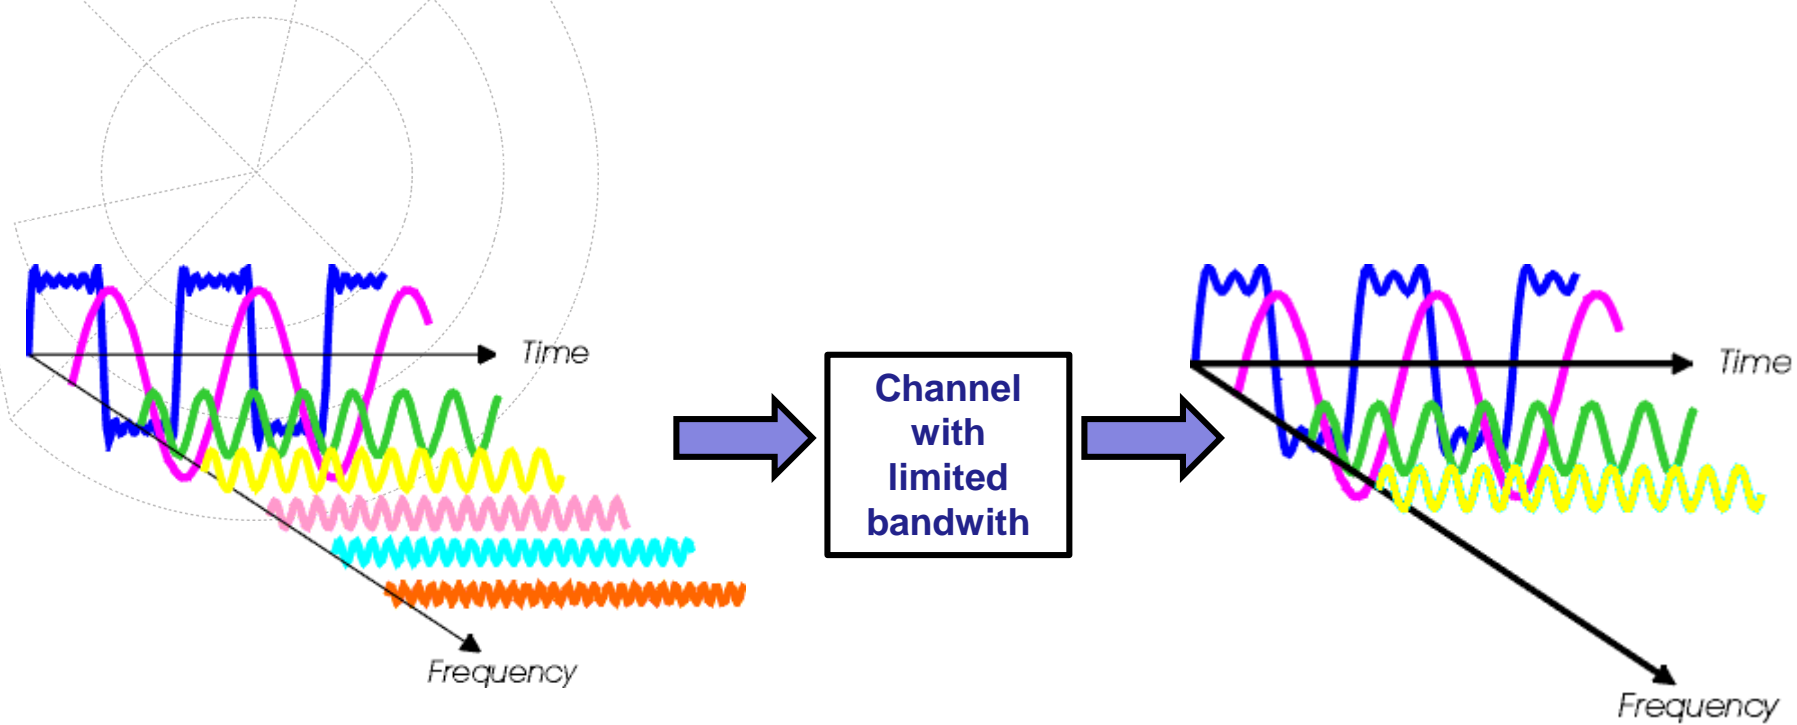 Time
Frequency
Channel
with
limited
bandwith
Time
Frequency